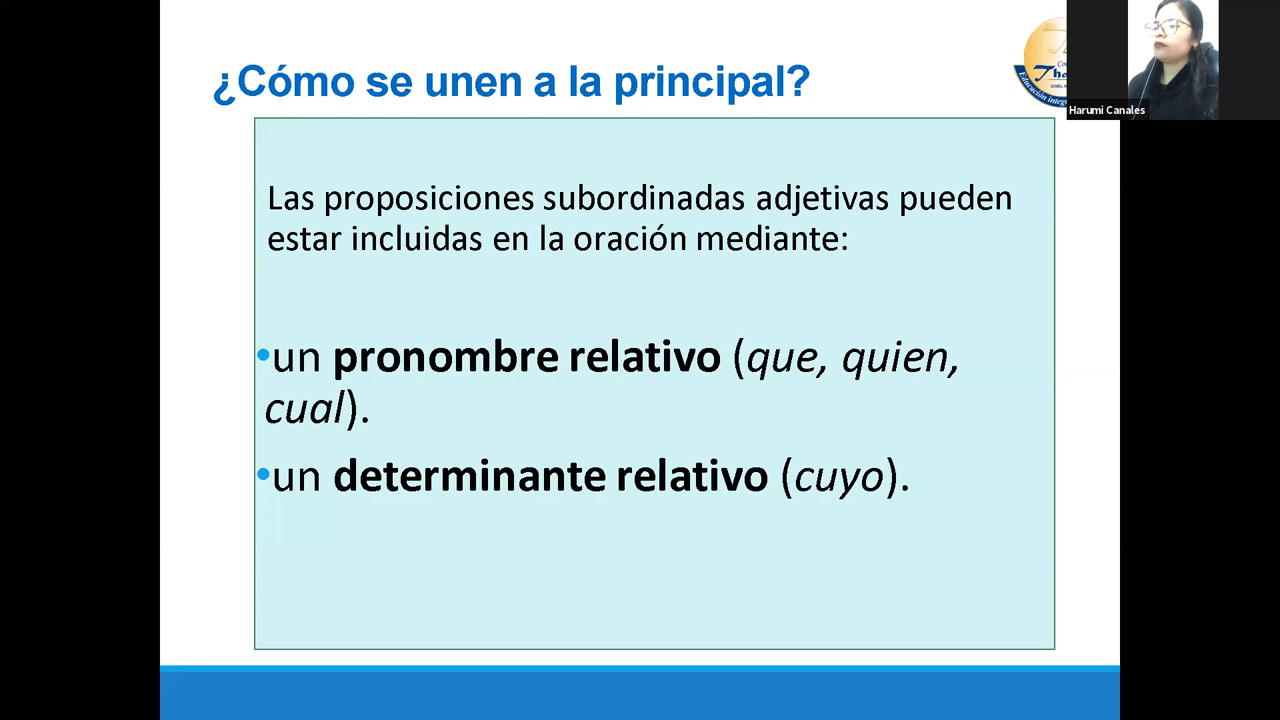 ¿Cómo se unen a la principal?
Harumi Canales
Las proposiciones subordinadas adjetivas pueden
estar incluidas en la oración mediante:
•un pronombre relativo (que, quien,
cual).
•un determinante relativo (cuyo).